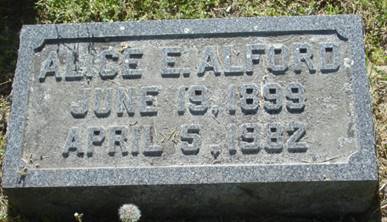 ALICE E. ALFORD
JUNE 19, 1899
APRIL 5, 1982